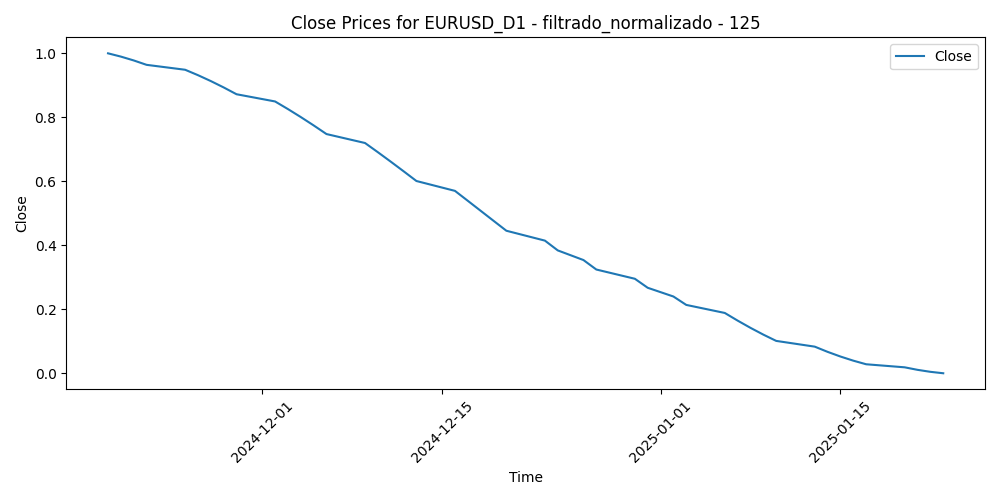 Close Prices for EURUSD_D1 - filtrado_normalizado - 125
Close
1.0
0.8
0.6
0.4
0.2
0.0
Close
2024-12-01
2024-12-15
2025-01-01
2025-01-15
Time